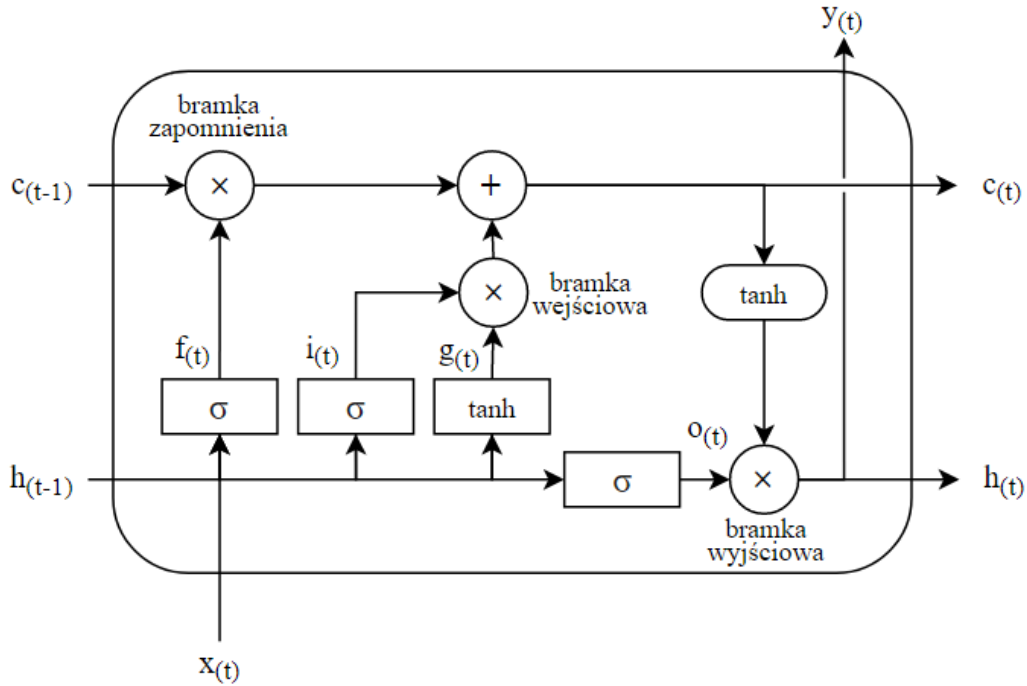 y(t)
bramka
zapomnienia
c(t-1)
×
+
c(t)
×
bramka
wejściowa
tanh
f(t)
i(t)
g(t)
σ
σ
tanh
o(t)
h(t-1)
σ
×
h(t)
bramka
wyjściowa
x(t)